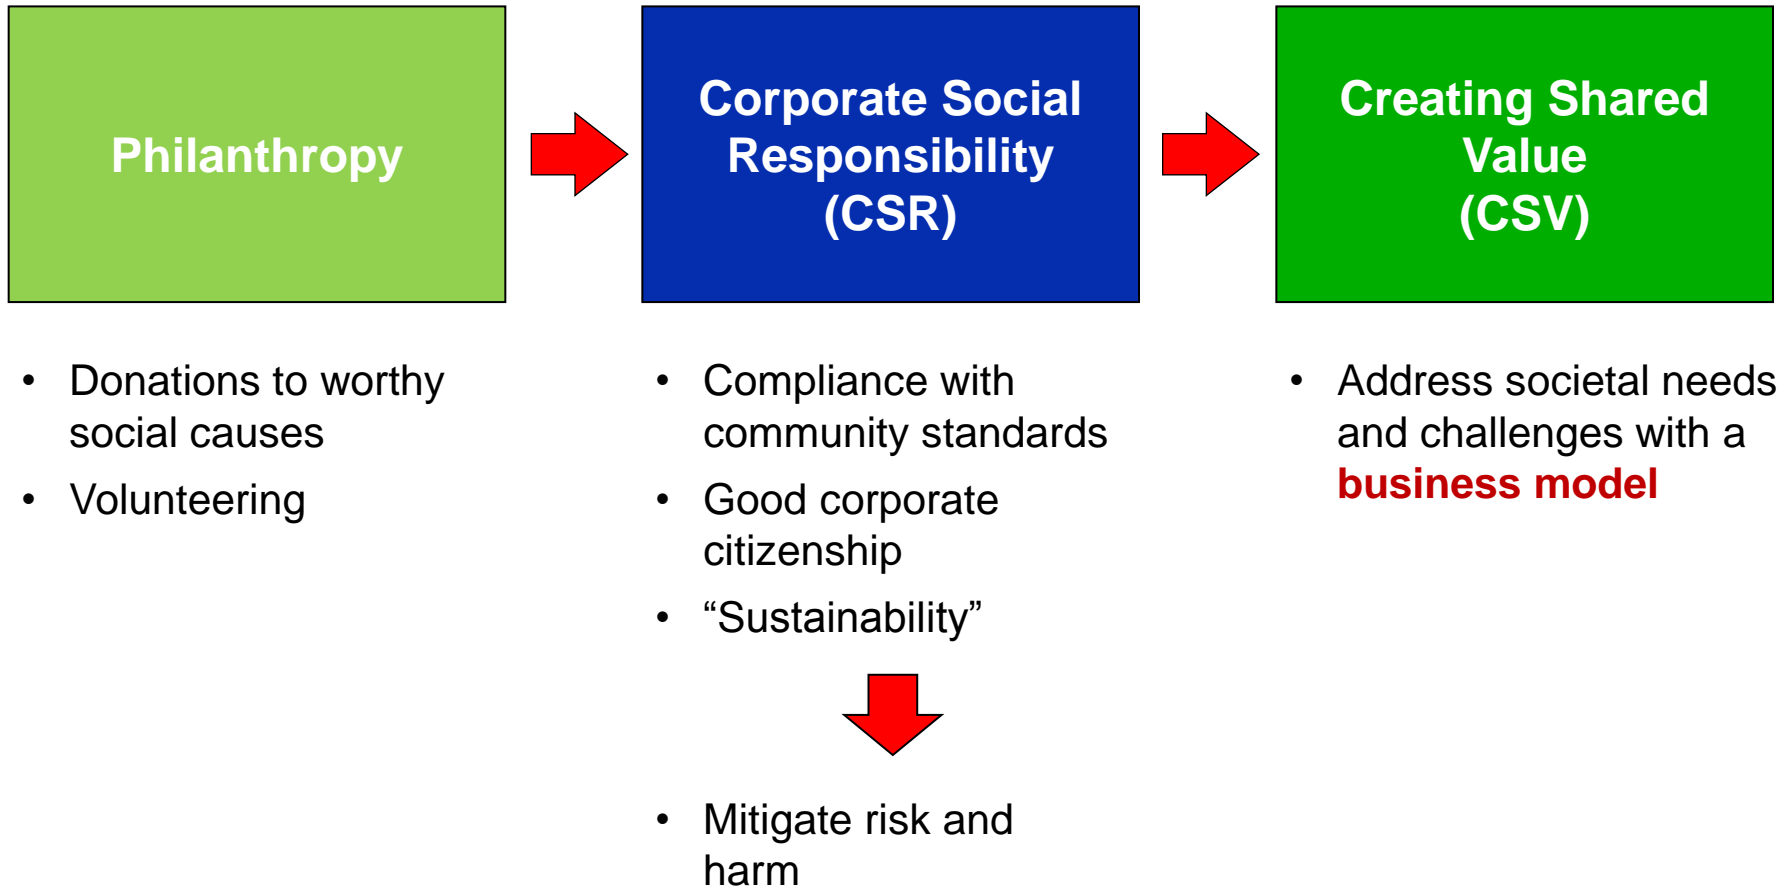 Philanthropy
Corporate Social
Responsibility
(CSR)
Creating Shared
Value
(CSV)
• Donations to worthy
social causes
• Volunteering
• Compliance with
community standards
• Good corporate
citizenship
• “Sustainability”
• Mitigate risk and
harm
• Address societal needs
and challenges with a
business model